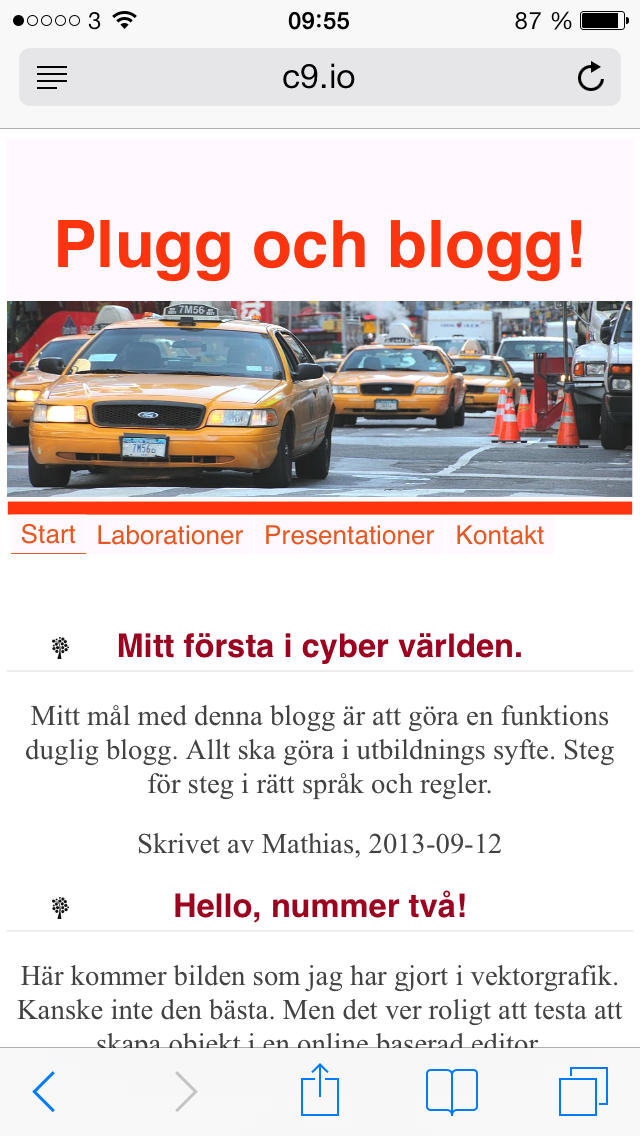 3 09:55 87 %
c9.io
Plugg och blogg!
7M56
7M566
Start Laborationer Presentationer Kontakt
Mitt första i cyber världen.
Mitt mål med denna blogg är att göra en funktions
duglig blogg. Allt ska göra i utbildnings syfte. Steg
för steg i rätt språk och regler.
Skrivet av Mathias, 2013-09-12
Hello, nummer två!
Här kommer bilden som jag har gjort i vektorgrafik.
Kanske inte den bästa. Men det ver roligt att testa att
skapa objekt i en online baserad editor.